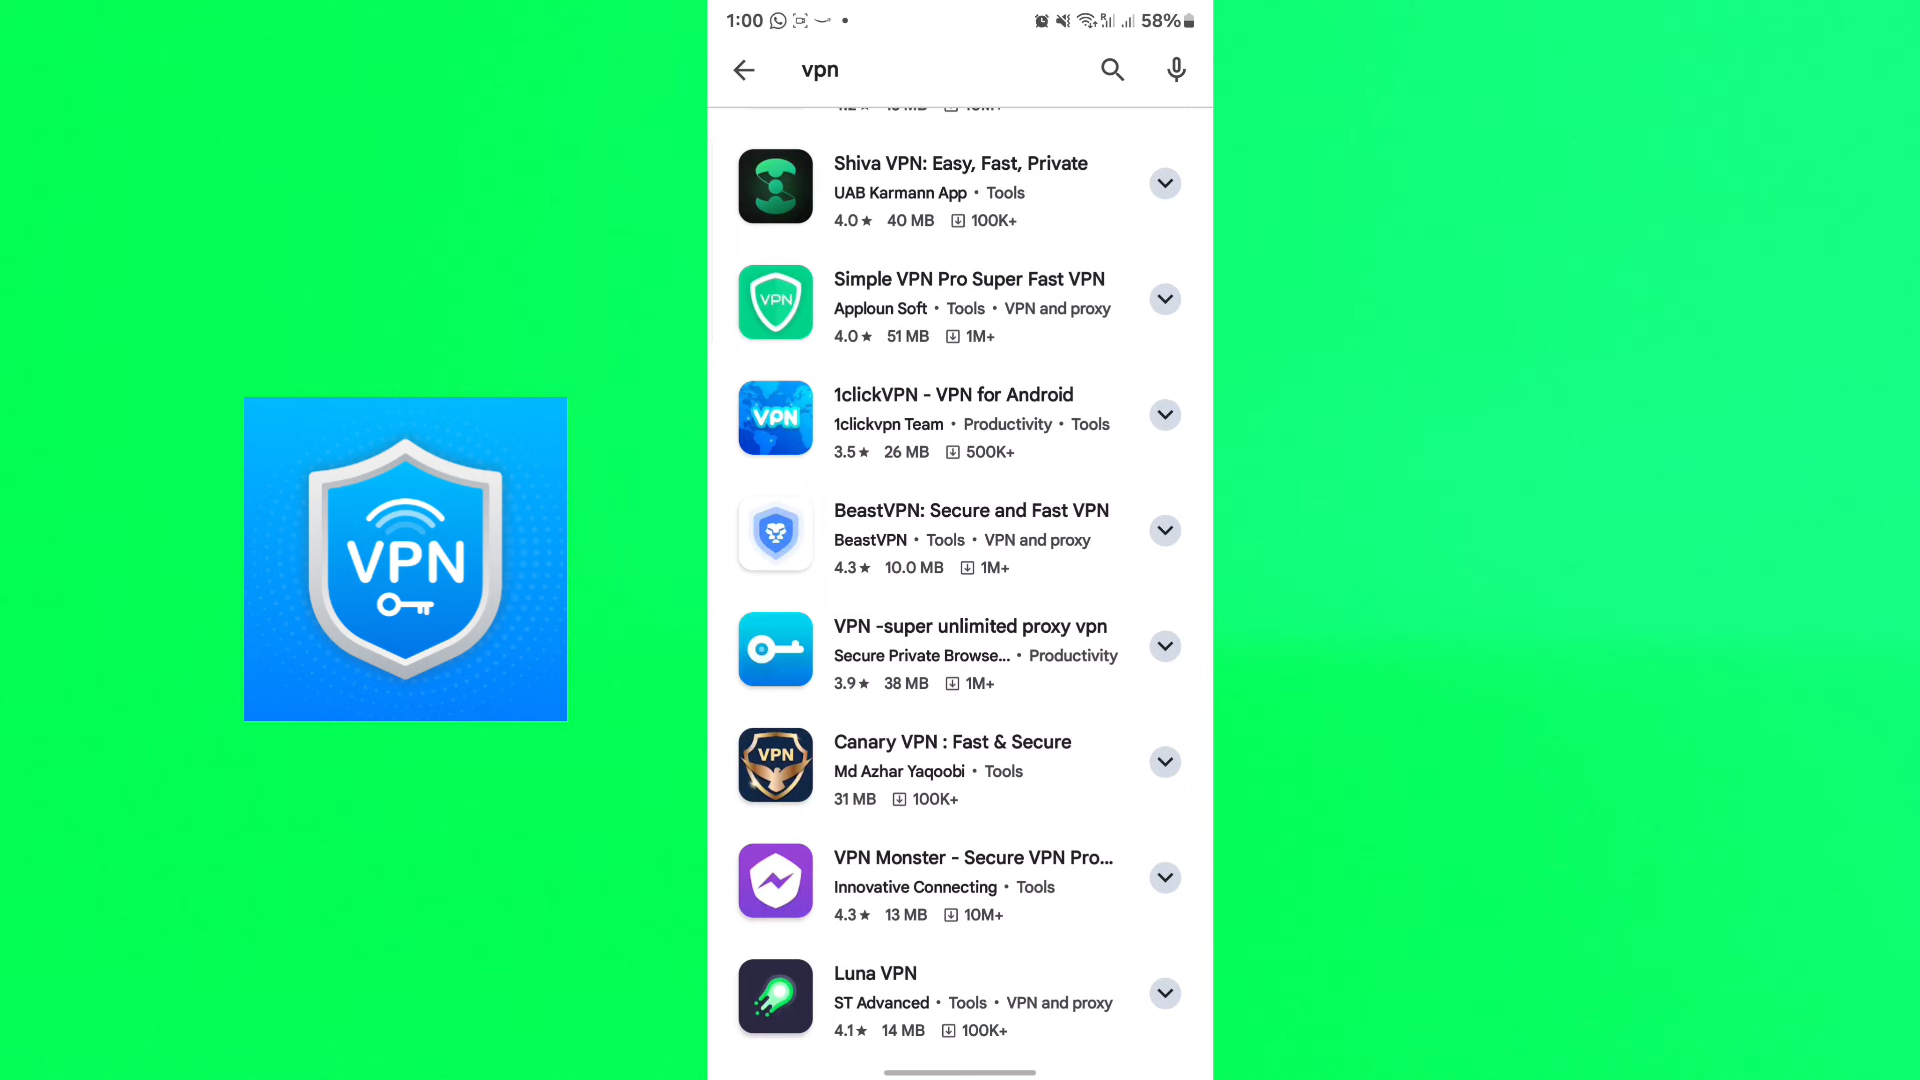 1:00
58%
vpn
Shiva VPN: Easy, Fast, Private
UAB Karmann App • Tools
4.0★ 40 MB 100K+
VPN
Simple VPN Pro Super Fast VPN
Apploun Soft • Tools • VPN and proxy
4.0★ 51 MB 1M+
VPN
1clickVPN - VPN for Android
1clickvpn Team • Productivity • Tools
3.5★ 26 MB 500K+
BeastVPN: Secure and Fast VPN
BeastVPN • Tools • VPN and proxy
4.3★ 10.0 MB 1M+
VPN
VPN -super unlimited proxy vpn
Secure Private Browse... • Productivity
3.9★ 38 MB 1M+
VPN
Canary VPN : Fast & Secure
Md Azhar Yaqoobi • Tools
31 MB 100K+
VPN Monster - Secure VPN Pro...
Innovative Connecting • Tools
4.3★ 13 MB 10M+
Luna VPN
ST Advanced • Tools • VPN and proxy
4.1★ 14 MB 100K+